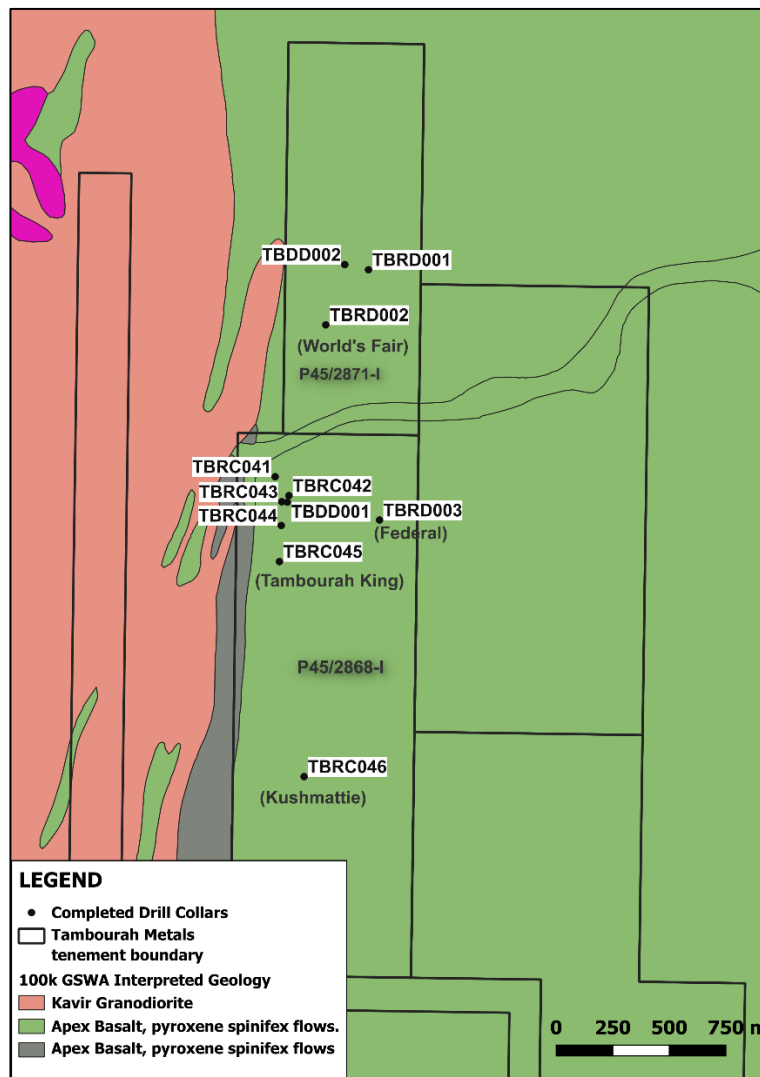 TBDD002
TBRD001
TBRD002
(World's Fair)
P45/2871-I
TBRC041
TBRC042
TBRC043
TBDD001
TBRD003
TBRC044
(Federal)
TBRC045
(Tambourah King)
P45/2868-I
TBRC046
(Kushmattie)
LEGEND
Completed Drill Collars
Tambourah Metals
tenement boundary
100k GSWA Interpreted Geology
Kavir Granodiorite
Apex Basalt, pyroxene spinifex flows.
Apex Basalt, pyroxene spinifex flows
0 250 500 750 m